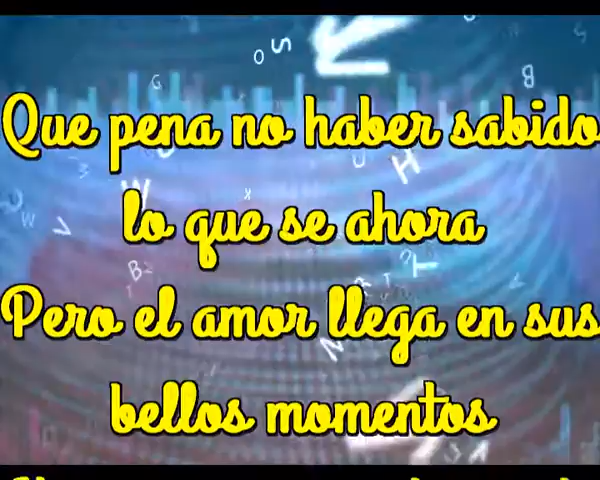 Que pena no haber sabido
lo que se ahora
Pero el amor llega en sus
bellos momentos